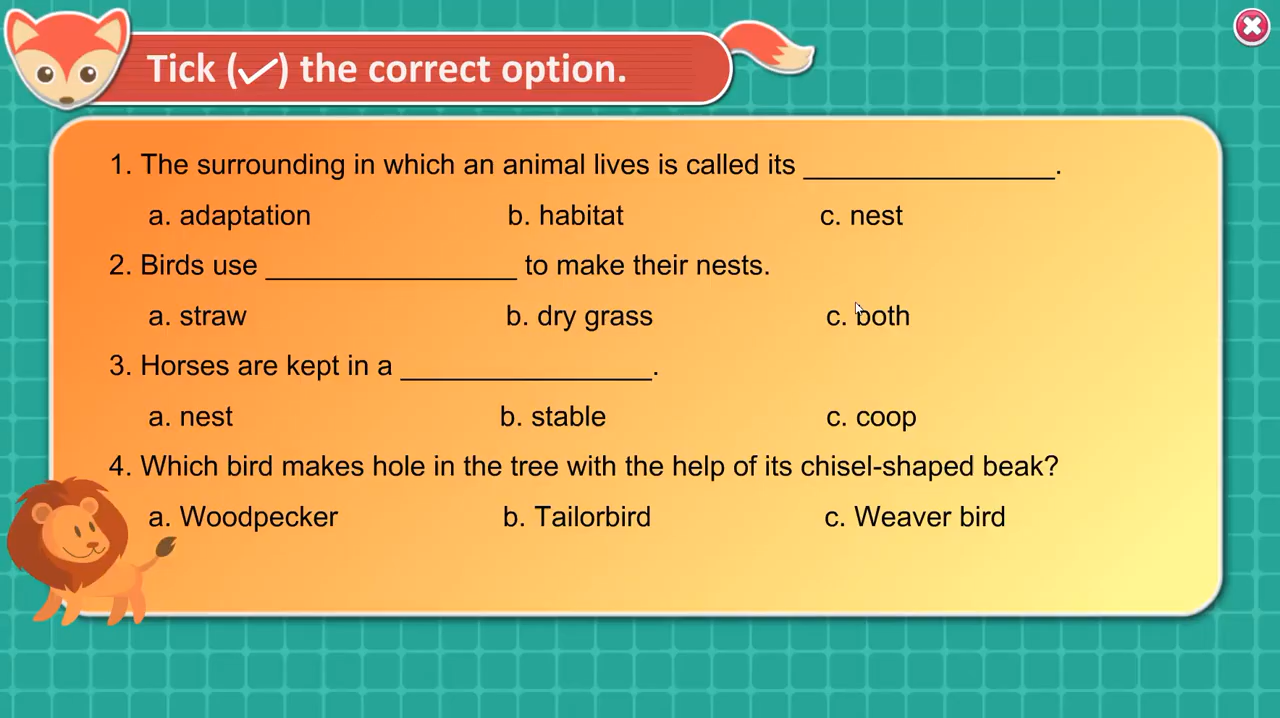 Tick (✓) the correct option.
1. The surrounding in which an animal lives is called its ________________.
a. adaptation b. habitat c. nest
2. Birds use ________________ to make their nests.
a. straw b. dry grass c. both
3. Horses are kept in a ________________.
a. nest b. stable c. coop
4. Which bird makes hole in the tree with the help of its chisel-shaped beak?
a. Woodpecker b. Tailorbird c. Weaver bird